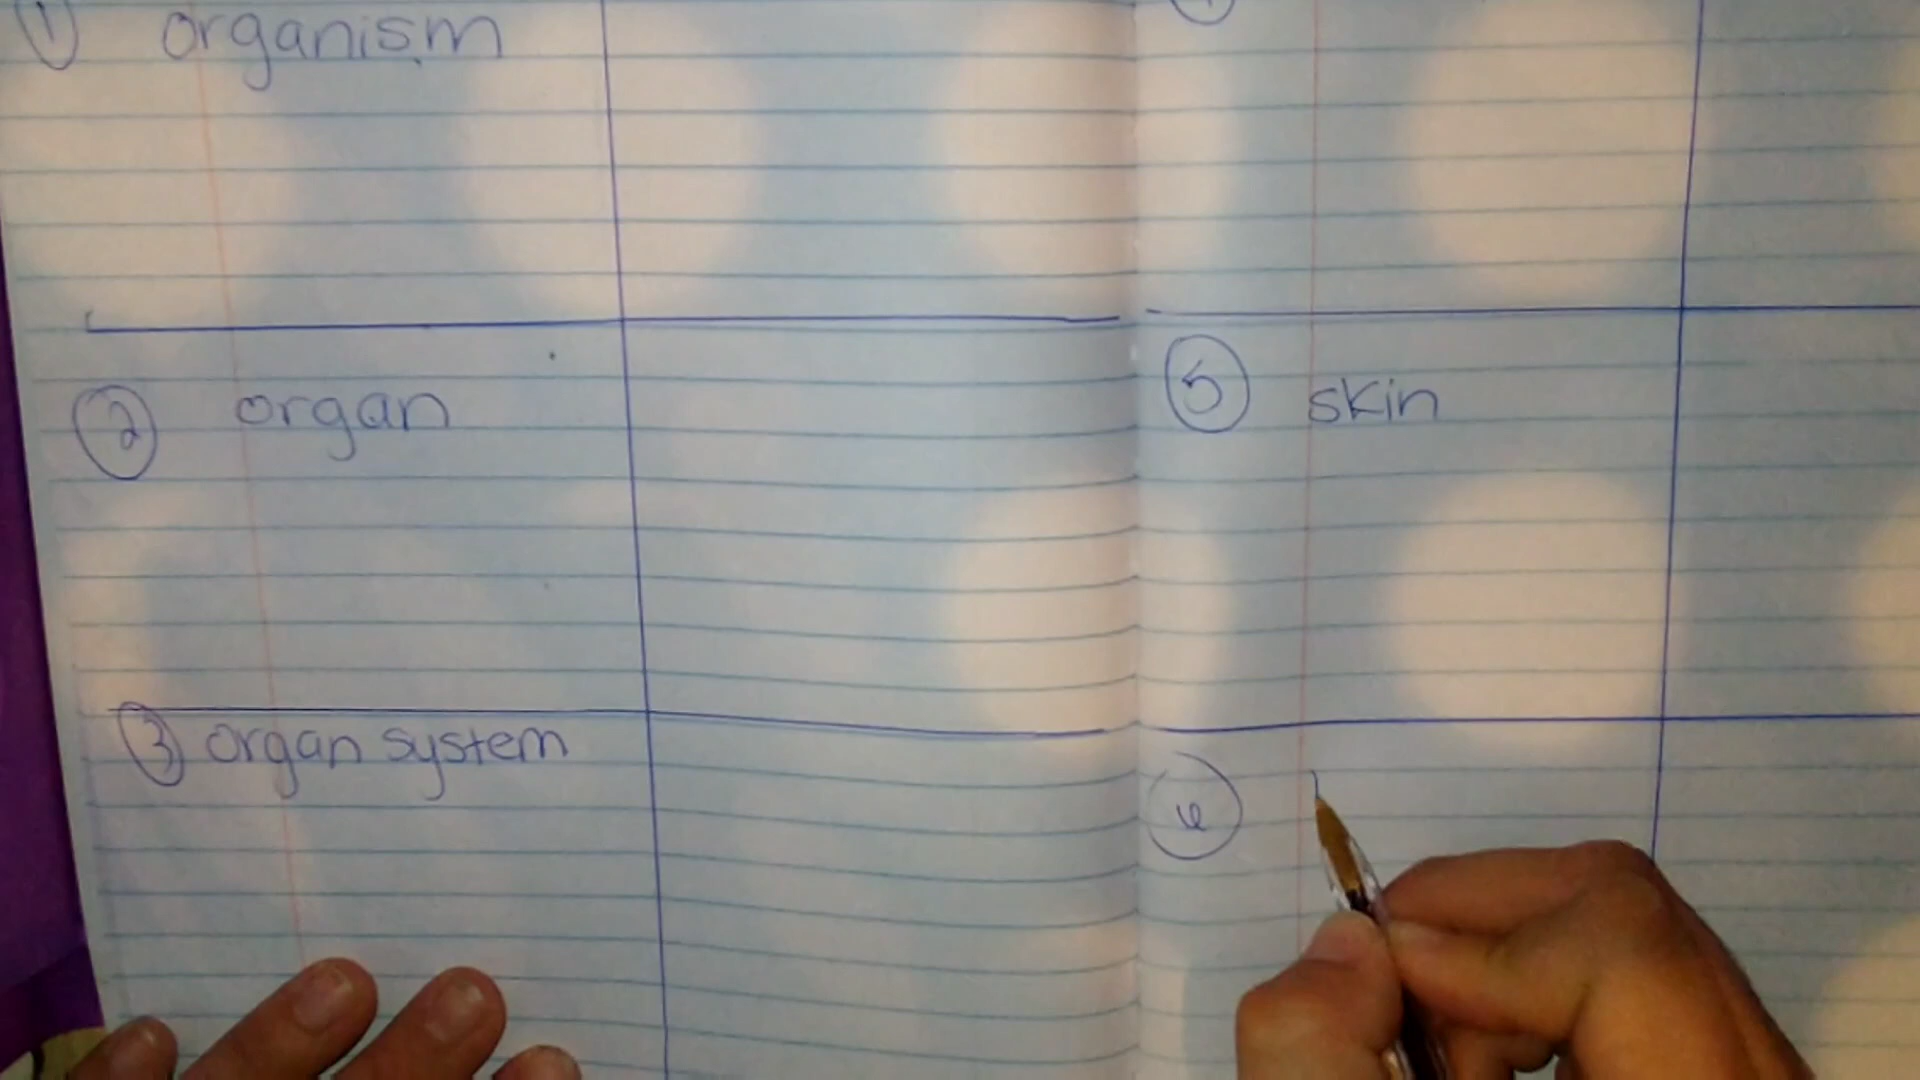 1 organism
2 organ
3 organ system
5 skin
6